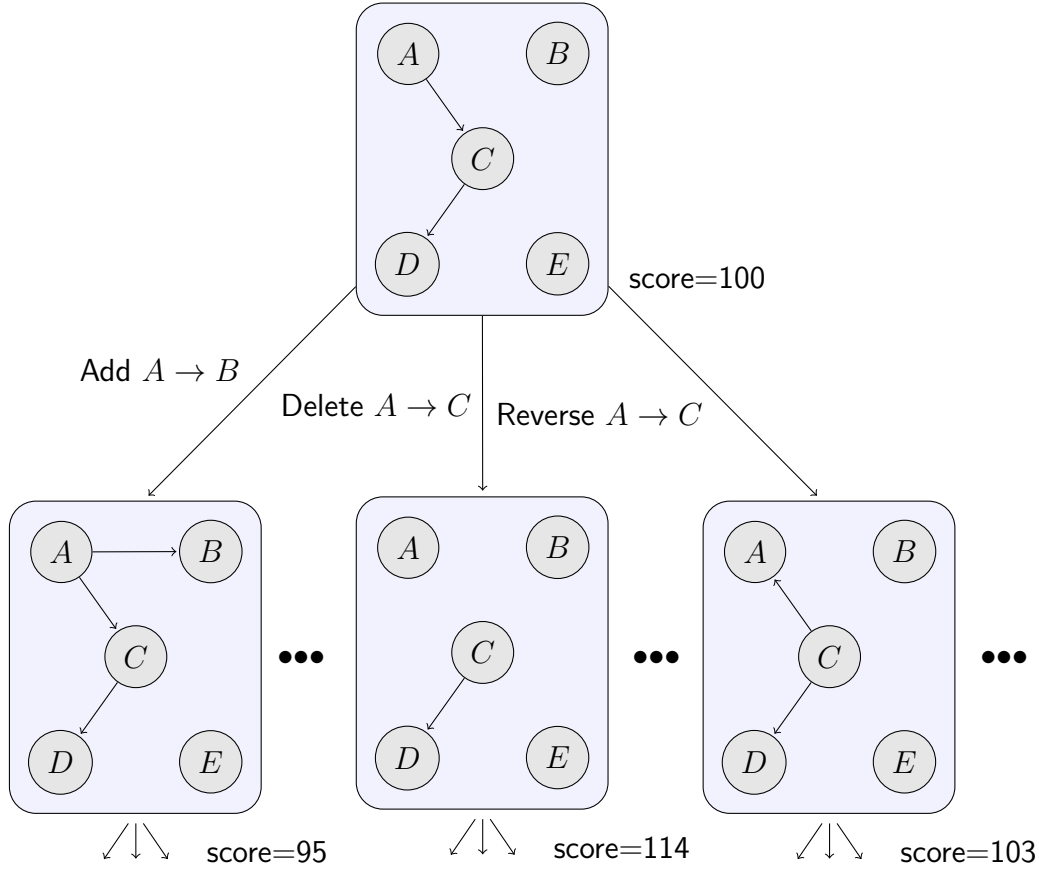 A B
C
D E
score=100
Add A → B
Delete A → C
Reverse A → C
A B
C
D E
score=95
A B
C
D E
score=114
A B
C
D E
score=103